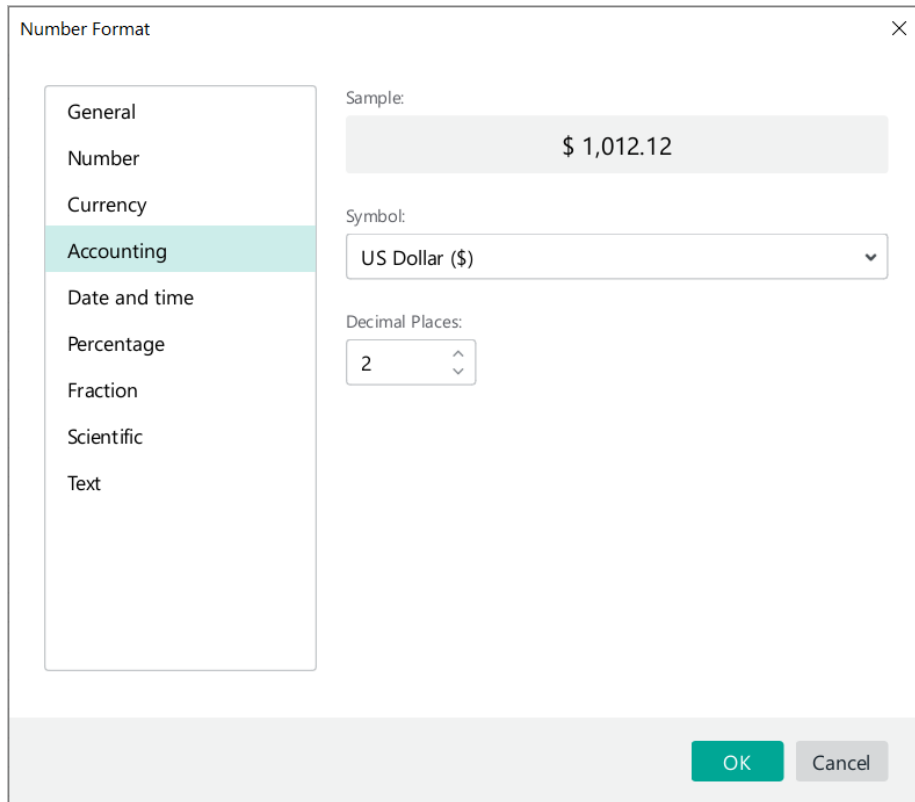 Number Format
General
Number
Currency
Accounting
Date and time
Percentage
Fraction
Scientific
Text
Sample:
$ 1,012.12
Symbol:
US Dollar ($)
Decimal Places:
2
OK
Cancel